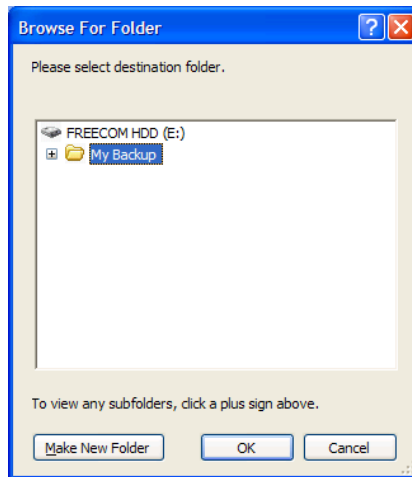 Browse For Folder
Please select destination folder.
FREECOM HDD (E:)
My Backup
To view any subfolders, click a plus sign above.
Make New Folder OK Cancel